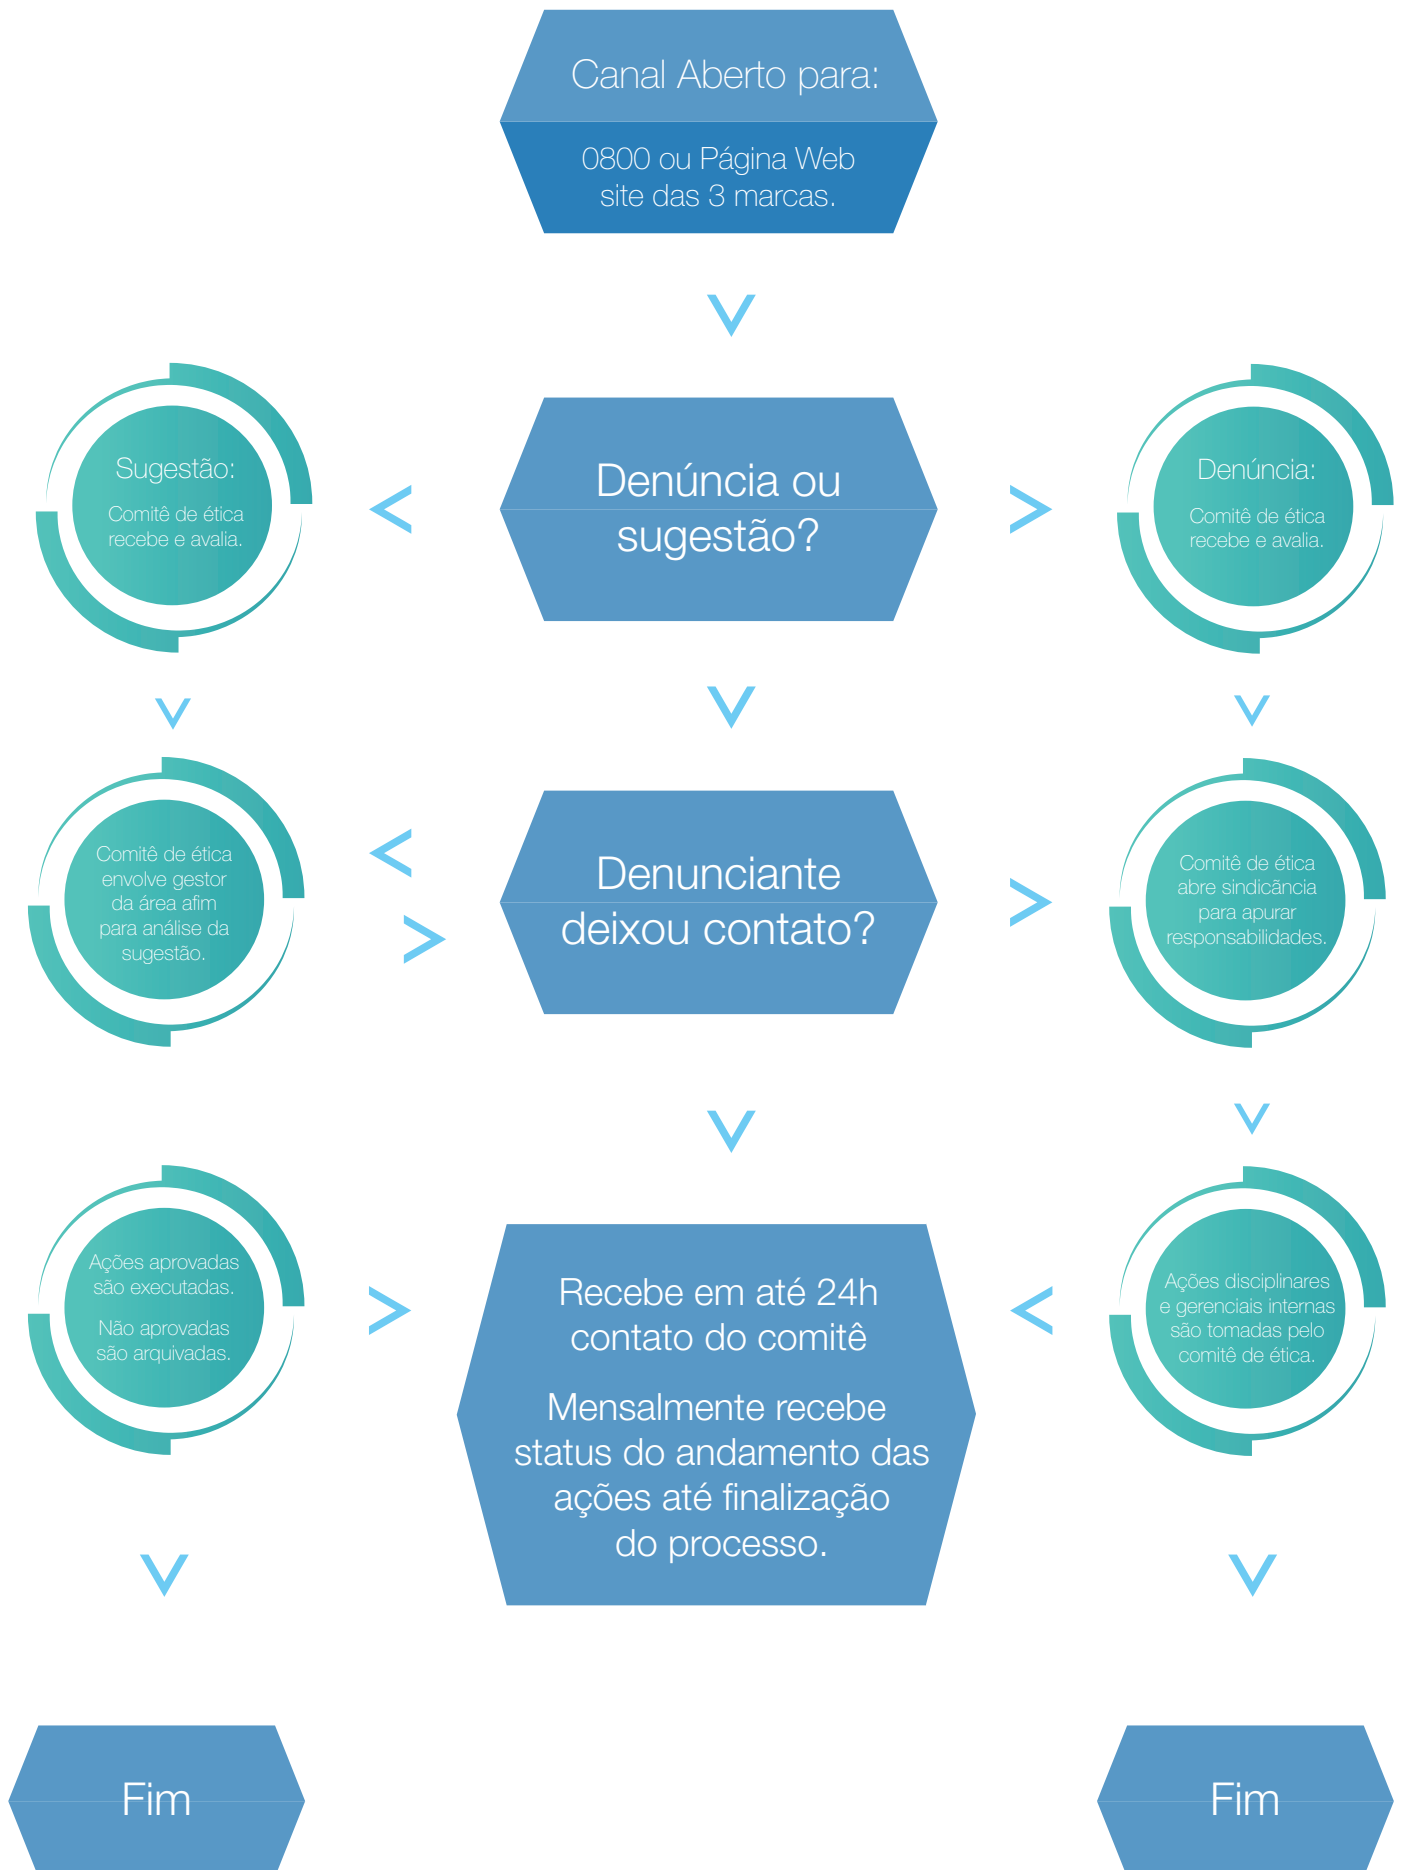 Canal Aberto para:
0800 ou Página Web
site das 3 marcas.
Sugestão:
Comitê de ética
recebe e avalia.
Denúncia ou
sugestão?
Denúncia:
Comitê de ética
recebe e avalia.
Comitê de ética
envolve gestor
da área afim
para análise da
sugestão.
Denunciante
deixou contato?
Comitê de ética
abre sindicãncia
para apurar
responsabilidades.
Ações aprovadas
são executadas.
Não aprovadas
são arquivadas.
Recebe em até 24h
contato do comitê
Mensalmente recebe
status do andamento das
ações até finalização
do processo.
Ações disciplinares
e gerenciais internas
são tomadas pelo
comitê de ética.
Fim
Fim